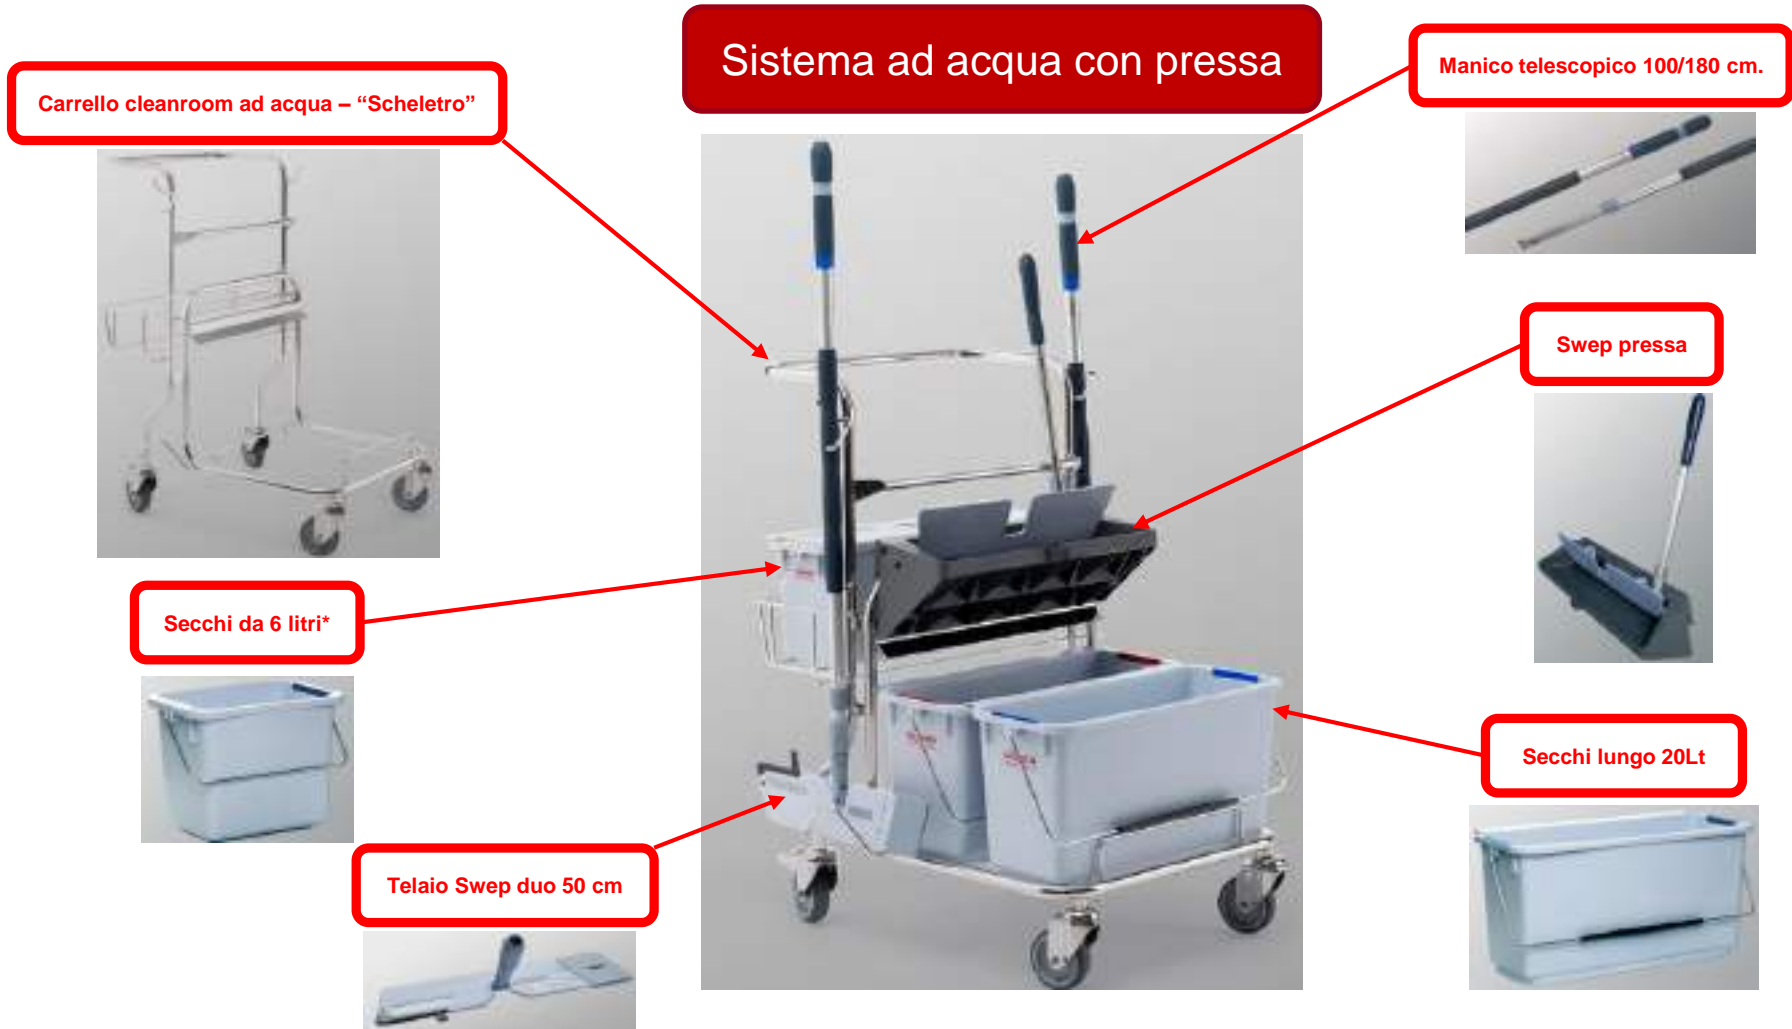 Sistema ad acqua con pressa
Carrello cleanroom ad acqua – “Scheletro”
Manico telescopico 100/180 cm.
Swep pressa
Secchi da 6 litri*
Secchi lungo 20Lt
Telaio Swep duo 50 cm